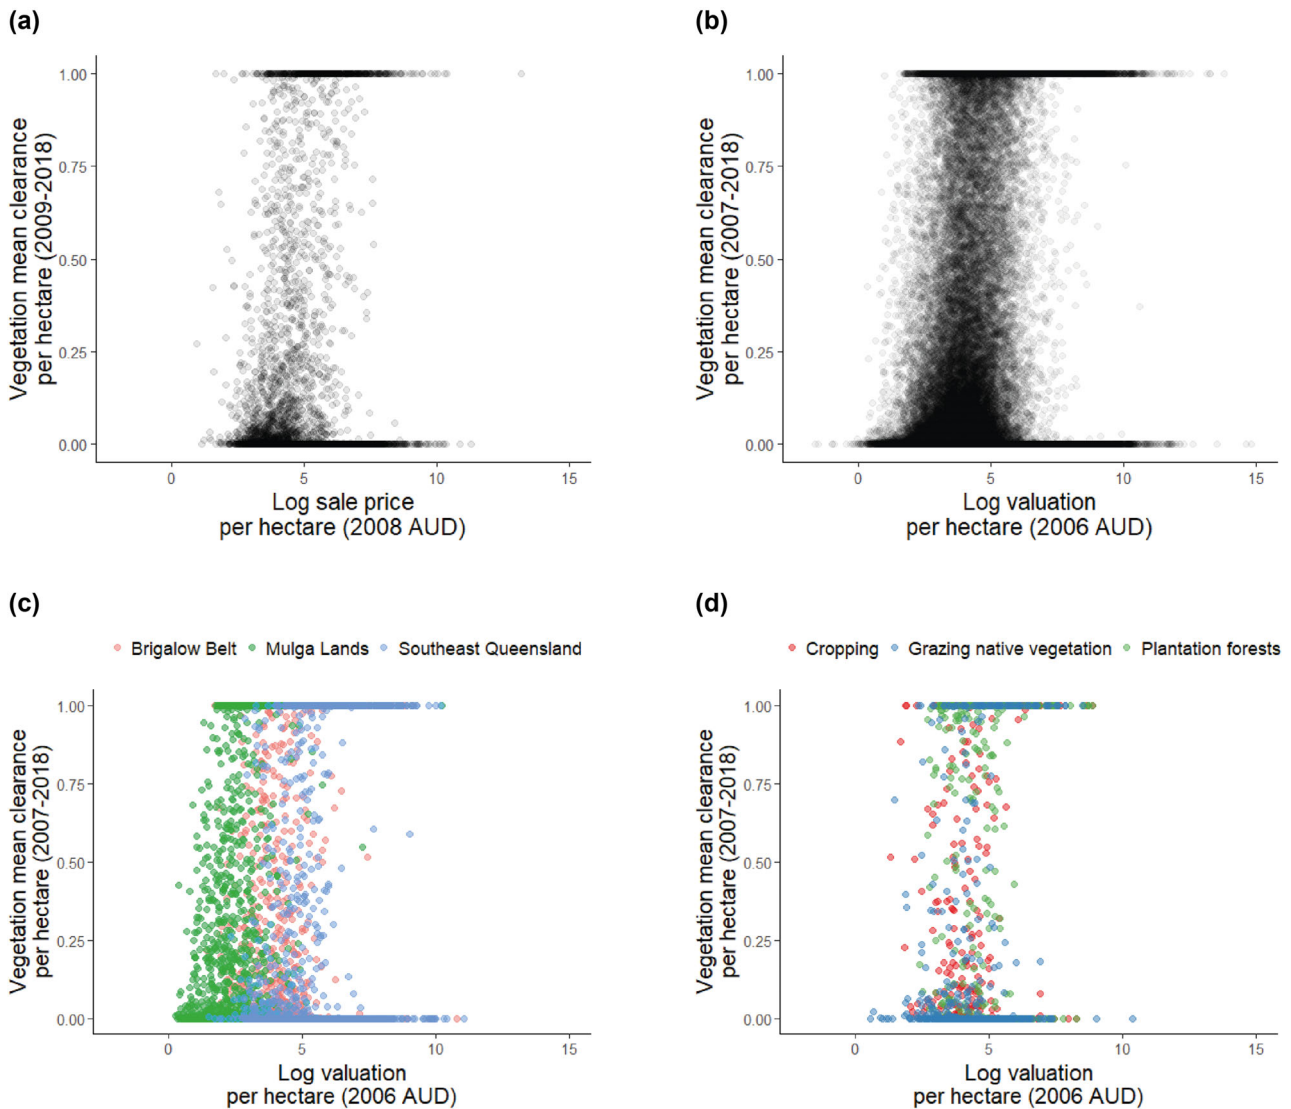 (a)
Vegetation mean clearance
per hectare (2009-2018)
1.00
0.75
0.50
0.25
0.00
0 5 10 15
Log sale price
per hectare (2008 AUD)
(b)
Vegetation mean clearance
per hectare (2007-2018)
1.00
0.75
0.50
0.25
0.00
0 5 10 15
Log valuation
per hectare (2006 AUD)
(c)
Brigalow Belt Mulga Lands Southeast Queensland
Vegetation mean clearance
per hectare (2007-2018)
1.00
0.75
0.50
0.25
0.00
0 5 10 15
Log valuation
per hectare (2006 AUD)
(d)
Cropping Grazing native vegetation Plantation forests
Vegetation mean clearance
per hectare (2007-2018)
1.00
0.75
0.50
0.25
0.00
0 5 10 15
Log valuation
per hectare (2006 AUD)